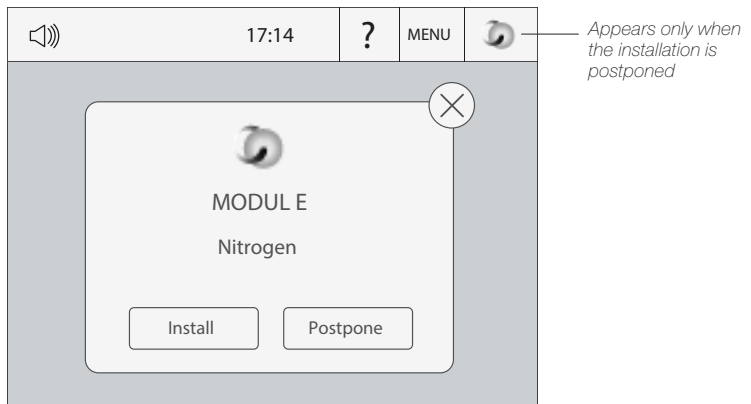 17:14
?
MENU
Appears only when
the installation is
postponed
MODUL E
Nitrogen
Install
Postpone